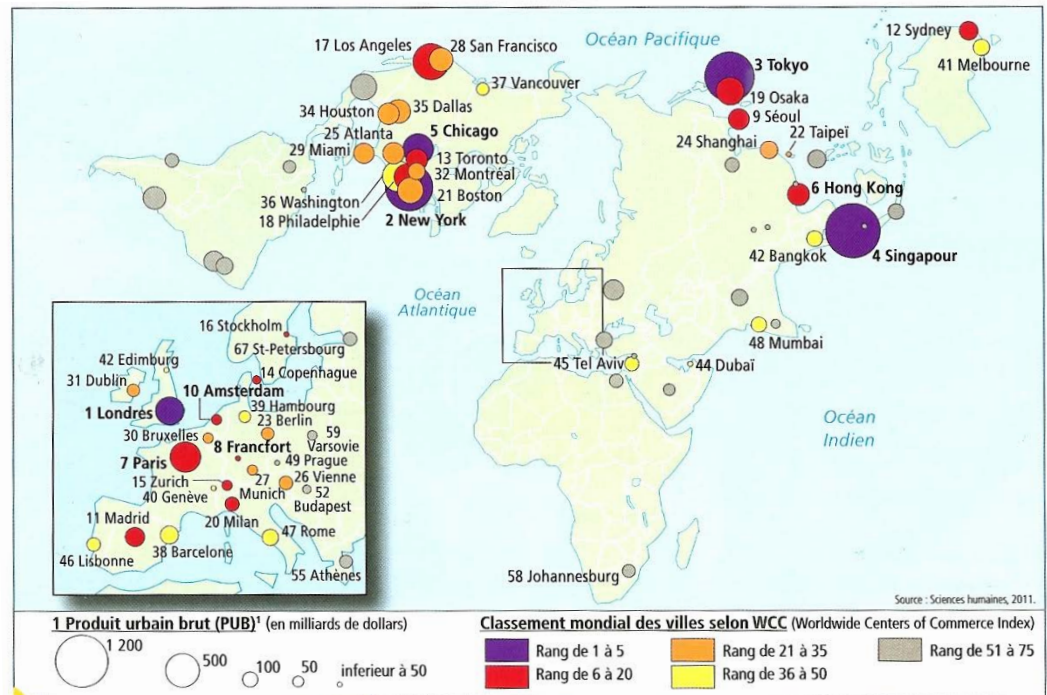 17 Los Angeles
28 San Francisco
Océan Pacifique
12 Sydney
41 Melbourne
3 Tokyo
37 Vancouver
19 Osaka
34 Houston
35 Dallas
9 Séoul
25 Atlanta
5 Chicago
22 Taipeï
24 Shanghai
29 Miami
13 Toronto
32 Montréal
6 Hong Kong
36 Washington
21 Boston
18 Philadelphie
2 New York
42 Bangkok
4 Singapour
Océan
Atlantique
48 Mumbai
45 Tel Aviv
44 Dubaï
Océan
Indien
16 Stockholm
67 St-Petersbourg
42 Edimburg
14 Copenhague
31 Dublin
10 Amsterdam
39 Hambourg
1 Londres
23 Berlin
30 Bruxelles
59
Varsovie
8 Francfort
7 Paris
49 Prague
15 Zurich
27
Munich
26 Vienne
40 Genève
52
Budapest
11 Madrid
20 Milan
47 Rome
46 Lisbonne
38 Barcelone
55 Athènes
58 Johannesburg
Source : Sciences humaines, 2011.
1 Produit urbain brut (PUB)¹ (en milliards de dollars)
1 200
500
100
50
inferieur à 50
Classement mondial des villes selon WCC (Worldwide Centers of Commerce Index)
Rang de 1 à 5
Rang de 21 à 35
Rang de 51 à 75
Rang de 6 à 20
Rang de 36 à 50